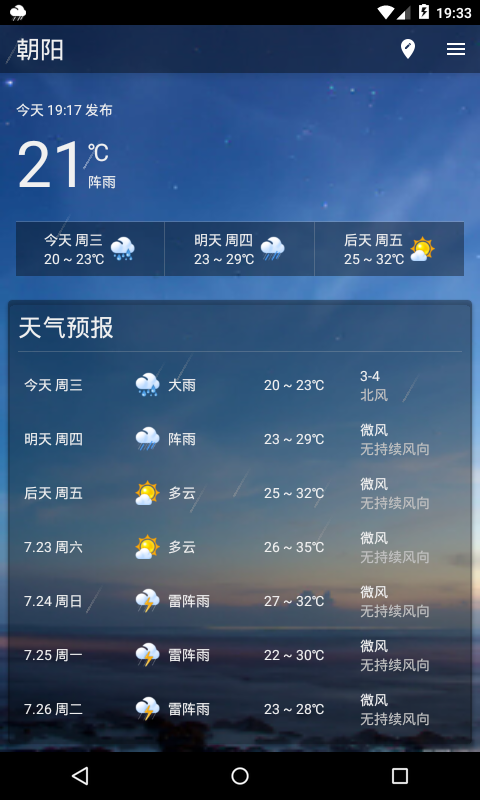 19:33
朝阳
今天 19:17 发布
21℃
阵雨
今天 周三
20 ~ 23℃
明天 周四
23 ~ 29℃
后天 周五
25 ~ 32℃
天气预报
今天 周三 大雨 20 ~ 23℃ 3-4
北风
明天 周四 阵雨 23 ~ 29℃ 微风
无持续风向
后天 周五 多云 25 ~ 32℃ 微风
无持续风向
7.23 周六 多云 26 ~ 35℃ 微风
无持续风向
7.24 周日 雷阵雨 27 ~ 32℃ 微风
无持续风向
7.25 周一 雷阵雨 22 ~ 30℃ 微风
无持续风向
7.26 周二 雷阵雨 23 ~ 28℃ 微风
无持续风向